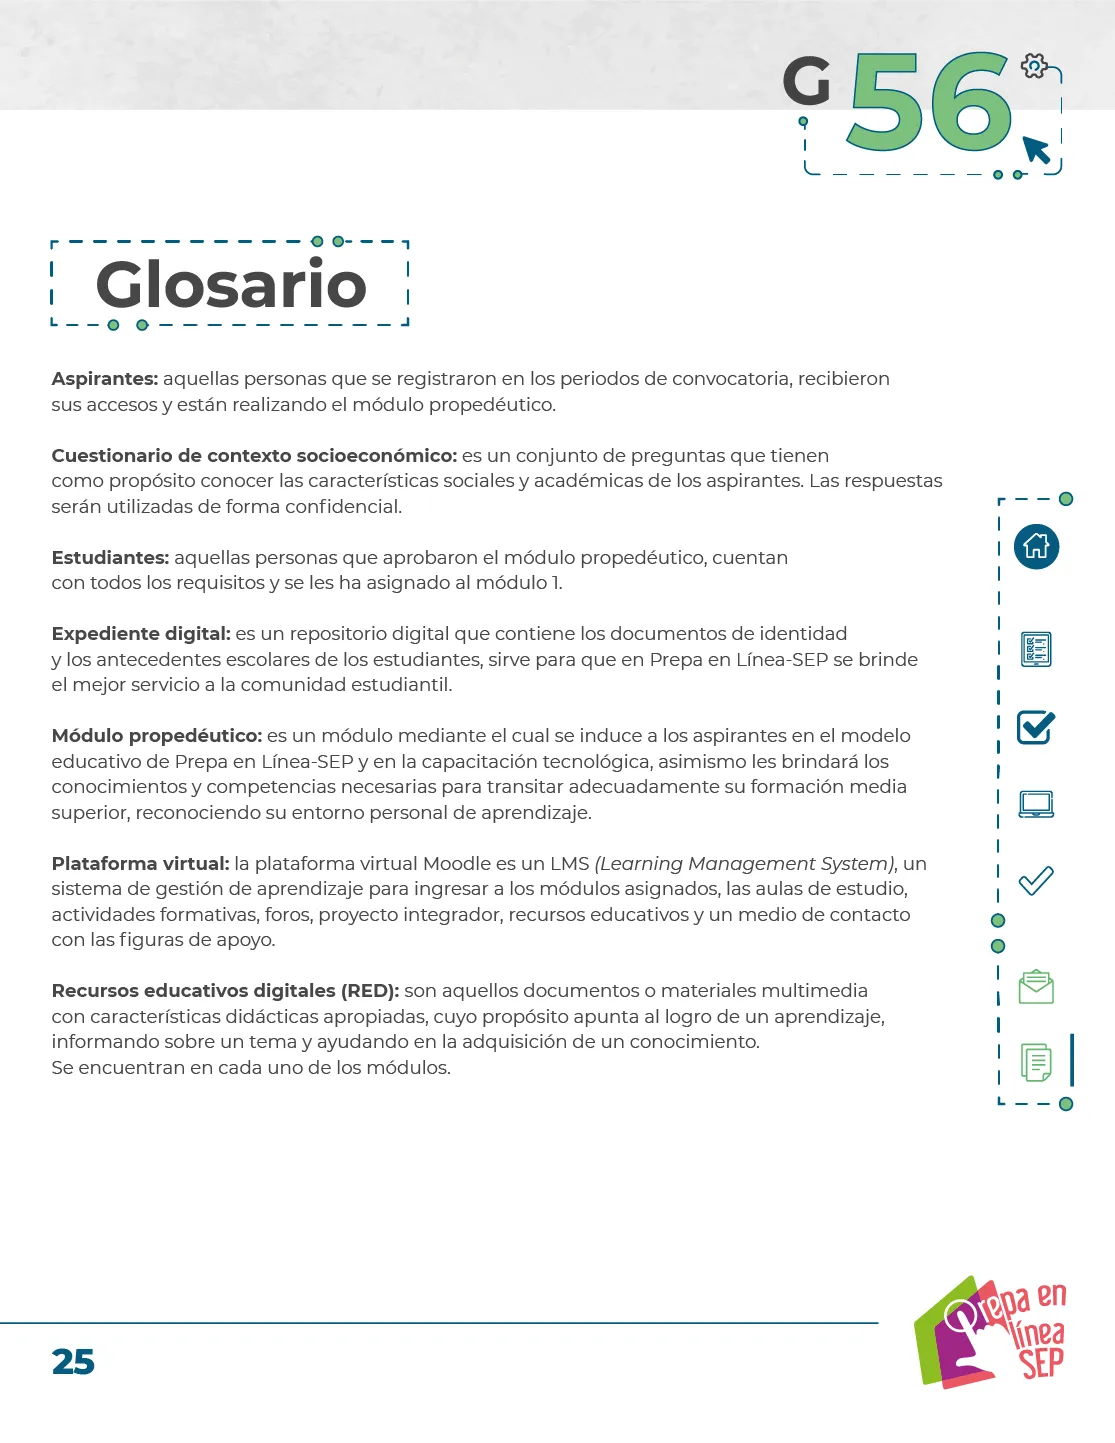 G 56
Glosario
Aspirantes: aquellas personas que se registraron en los periodos de convocatoria, recibieron
sus accesos y están realizando el módulo propedéutico.
Cuestionario de contexto socioeconómico: es un conjunto de preguntas que tienen
como propósito conocer las características sociales y académicas de los aspirantes. Las respuestas
serán utilizadas de forma confidencial.
Estudiantes: aquellas personas que aprobaron el módulo propedéutico, cuentan
con todos los requisitos y se les ha asignado al módulo 1.
Expediente digital: es un repositorio digital que contiene los documentos de identidad
y los antecedentes escolares de los estudiantes, sirve para que en Prepa en Línea-SEP se brinde
el mejor servicio a la comunidad estudiantil.
Módulo propedéutico: es un módulo mediante el cual se induce a los aspirantes en el modelo
educativo de Prepa en Línea-SEP y en la capacitación tecnológica, asimismo les brindará los
conocimientos y competencias necesarias para transitar adecuadamente su formación media
superior, reconociendo su entorno personal de aprendizaje.
Plataforma virtual: la plataforma virtual Moodle es un LMS (Learning Management System), un
sistema de gestión de aprendizaje para ingresar a los módulos asignados, las aulas de estudio,
actividades formativas, foros, proyecto integrador, recursos educativos y un medio de contacto
con las figuras de apoyo.
Recursos educativos digitales (RED): son aquellos documentos o materiales multimedia
con características didácticas apropiadas, cuyo propósito apunta al logro de un aprendizaje,
informando sobre un tema y ayudando en la adquisición de un conocimiento.
Se encuentran en cada uno de los módulos.
25
Prepa en
línea
SEP